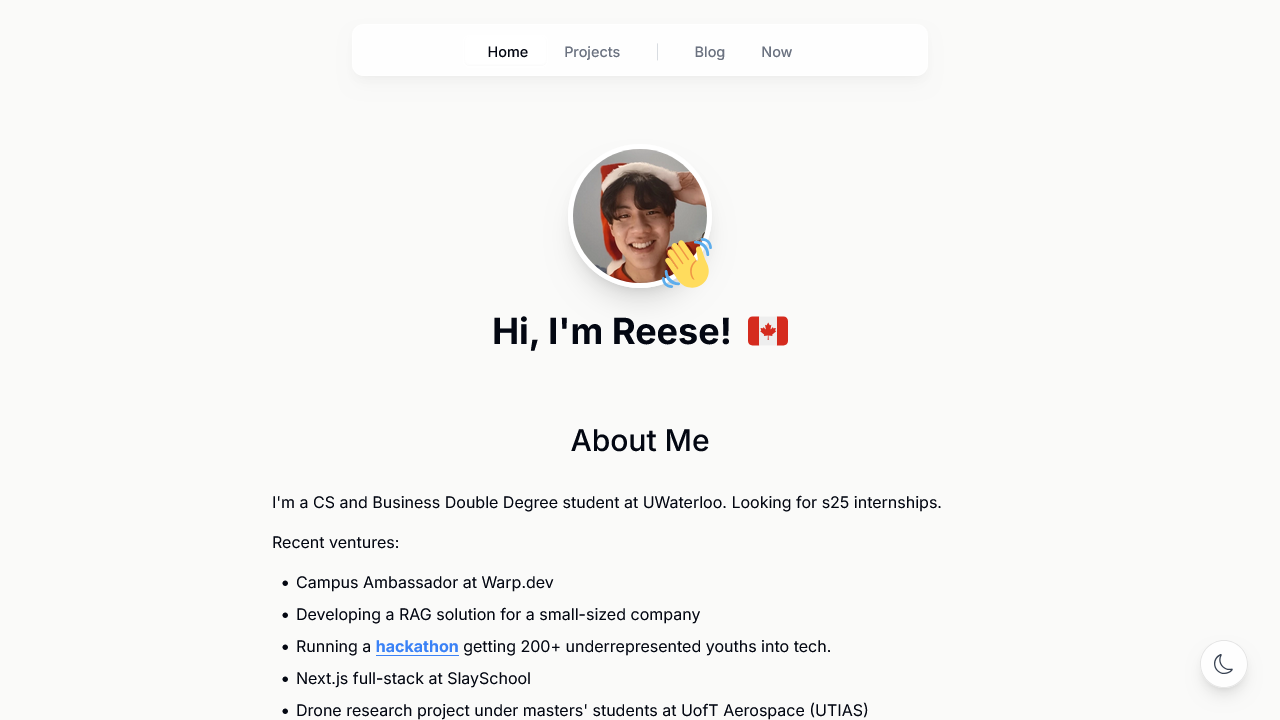 Home Projects Blog Now
Hi, I'm Reese!
About Me
I'm a CS and Business Double Degree student at UWaterloo. Looking for s25 internships.
Recent ventures:
• Campus Ambassador at Warp.dev
• Developing a RAG solution for a small-sized company
• Running a hackathon getting 200+ underrepresented youths into tech.
• Next.js full-stack at SlaySchool
• Drone research project under masters' students at UofT Aerospace (UTIAS)